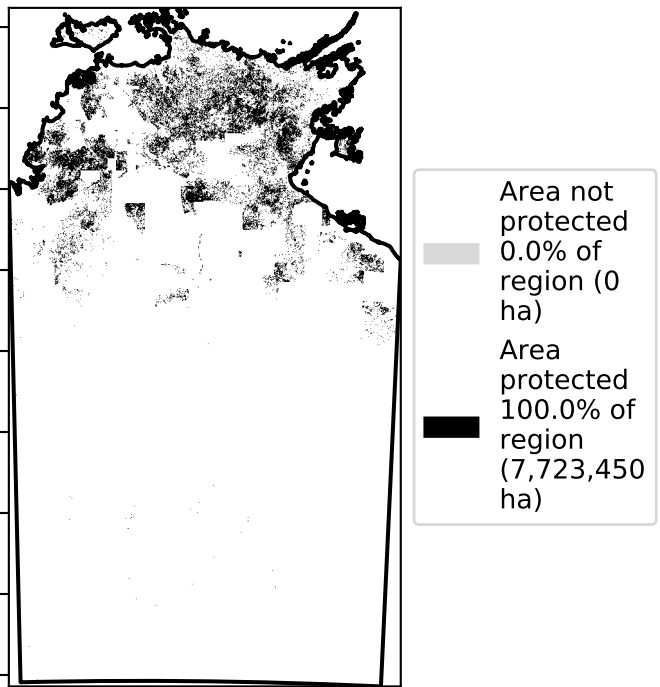 Area not
protected
0.0% of
region (0
ha)
Area
protected
100.0% of
region
(7,723,450
ha)